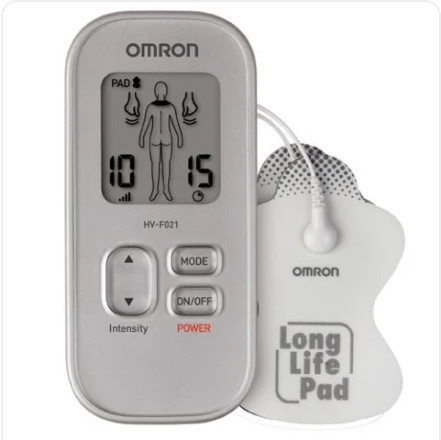 OMRON
PAD
10 15
HV-F021
MODE
ON/OFF
Intensity POWER
OMRON
Long
Life
Pad